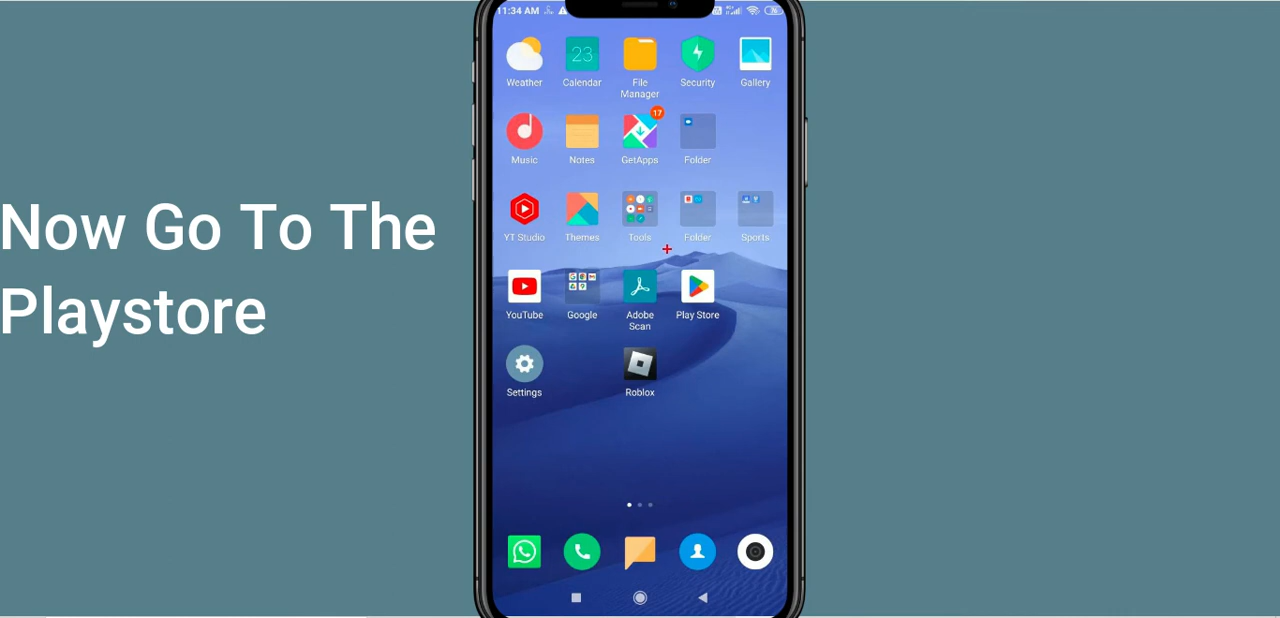 11:34 AM
Now Go To The
Playstore
23
Weather
Calendar
File
Manager
Security
Gallery
17
Music
Notes
GetApps
Folder
YT Studio
Themes
Tools
Folder
Sports
YouTube
Google
Adobe
Scan
Play Store
Settings
Roblox